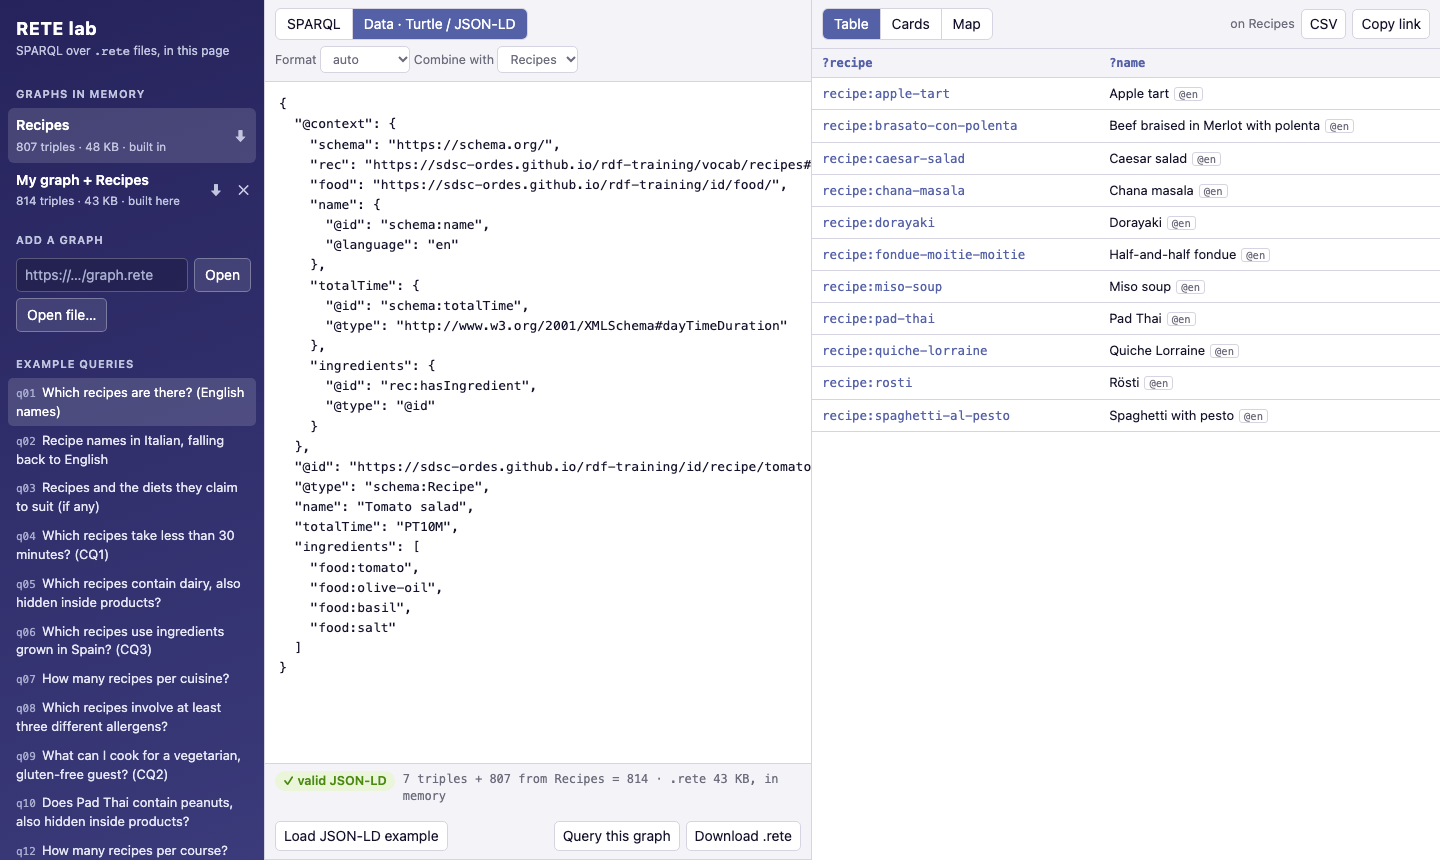 RETE lab
SPARQL over .rete files, in this page
GRAPHS IN MEMORY
Recipes
807 triples · 48 KB · built in
My graph + Recipes
814 triples · 43 KB · built here
ADD A GRAPH
https://.../graph.rete
Open
Open file...
EXAMPLE QUERIES
q01 Which recipes are there? (English
names)
q02 Recipe names in Italian, falling
back to English
q03 Recipes and the diets they claim
to suit (if any)
q04 Which recipes take less than 30
minutes? (CQ1)
q05 Which recipes contain dairy, also
hidden inside products?
q06 Which recipes use ingredients
grown in Spain? (CQ3)
q07 How many recipes per cuisine?
q08 Which recipes involve at least
three different allergens?
q09 What can I cook for a vegetarian,
gluten-free guest? (CQ2)
q10 Does Pad Thai contain peanuts,
also hidden inside products?
q12 How many recipes per course?
SPARQL
Data · Turtle / JSON-LD
Format auto Combine with Recipes
{
"@context": {
"schema": "https://schema.org/",
"rec": "https://sdsc-ordes.github.io/rdf-training/vocab/recipes#
"food": "https://sdsc-ordes.github.io/rdf-training/id/food/",
"name": {
"@id": "schema:name",
"@language": "en"
},
"totalTime": {
"@id": "schema:totalTime",
"@type": "http://www.w3.org/2001/XMLSchema#dayTimeDuration"
},
"ingredients": {
"@id": "rec:hasIngredient",
"@type": "@id"
}
},
"@id": "https://sdsc-ordes.github.io/rdf-training/id/recipe/tomato
"@type": "schema:Recipe",
"name": "Tomato salad",
"totalTime": "PT10M",
"ingredients": [
"food:tomato",
"food:olive-oil",
"food:basil",
"food:salt"
]
}
✓ valid JSON-LD
7 triples + 807 from Recipes = 814 · .rete 43 KB, in
memory
Load JSON-LD example
Query this graph
Download .rete
Table
Cards
Map
on Recipes
CSV
Copy link
?recipe ?name
recipe:apple-tart Apple tart @en
recipe:brasato-con-polenta Beef braised in Merlot with polenta @en
recipe:caesar-salad Caesar salad @en
recipe:chana-masala Chana masala @en
recipe:dorayaki Dorayaki @en
recipe:fondue-moitie-moitie Half-and-half fondue @en
recipe:miso-soup Miso soup @en
recipe:pad-thai Pad Thai @en
recipe:quiche-lorraine Quiche Lorraine @en
recipe:rosti Rösti @en
recipe:spaghetti-al-pesto Spaghetti with pesto @en